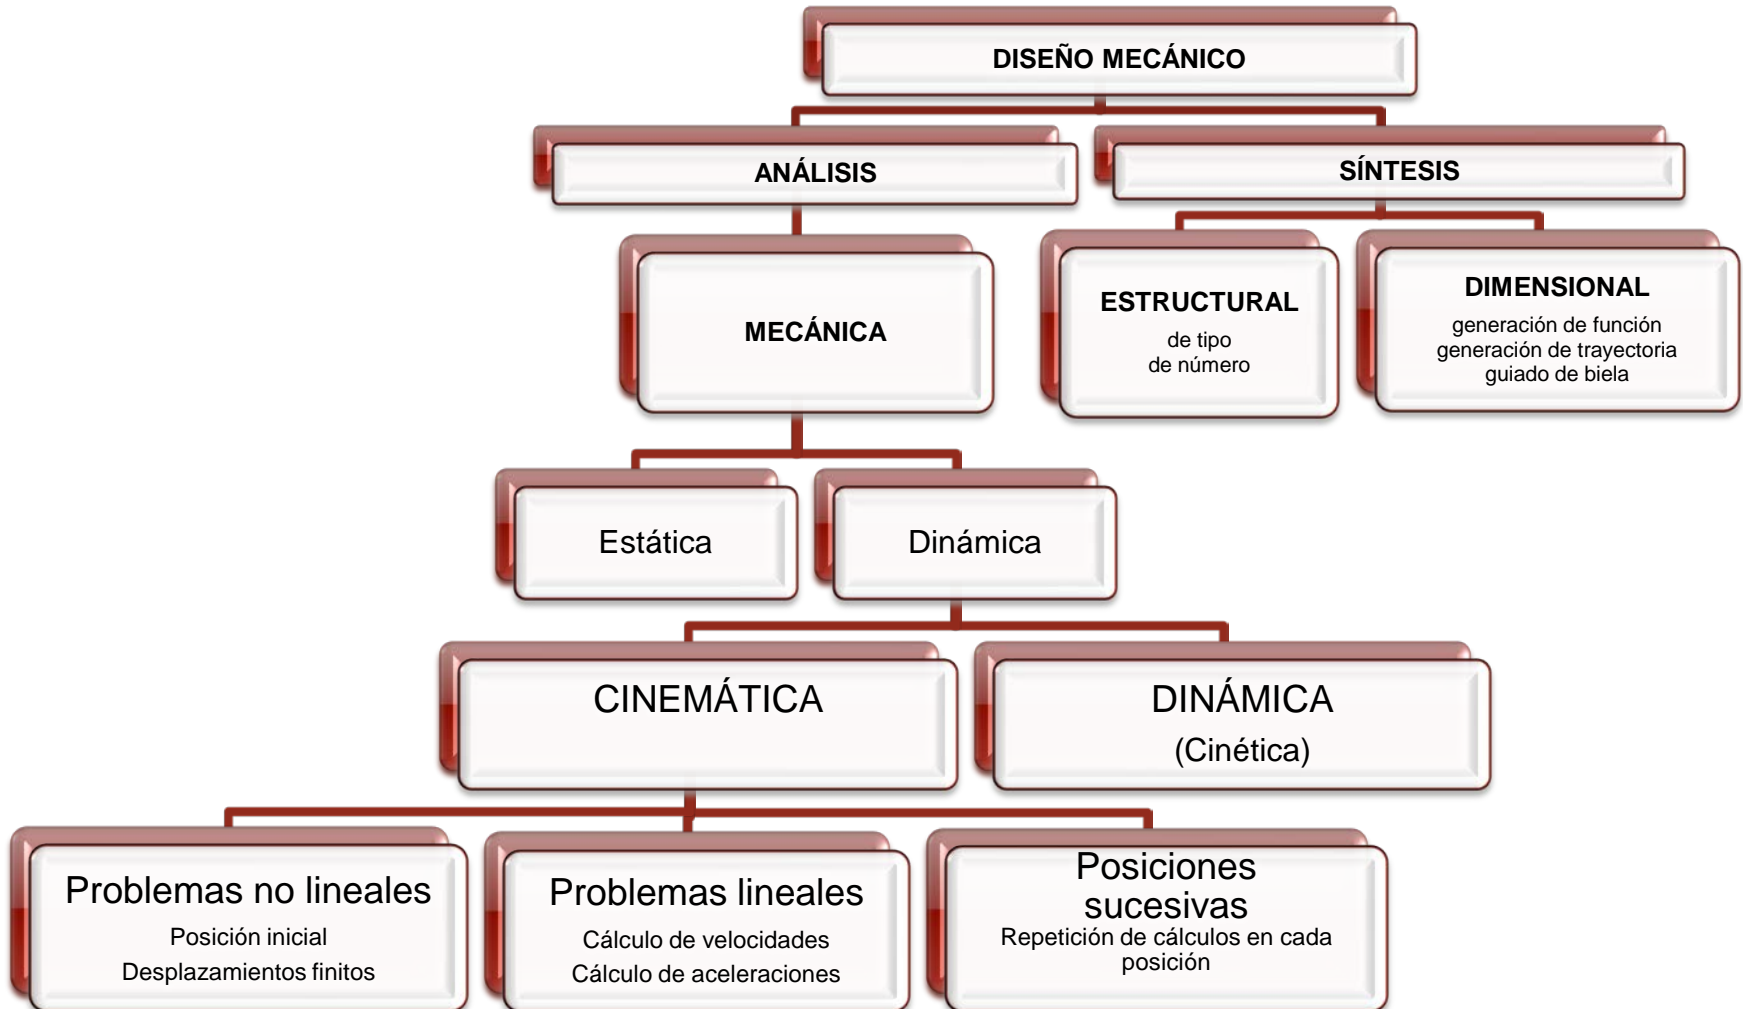 DISEÑO MECÁNICO
ANÁLISIS
SÍNTESIS
MECÁNICA
ESTRUCTURAL
de tipo
de número
DIMENSIONAL
generación de función
generación de trayectoria
guiado de biela
Estática
Dinámica
CINEMÁTICA
DINÁMICA
(Cinética)
Problemas no lineales
Posición inicial
Desplazamientos finitos
Problemas lineales
Cálculo de velocidades
Cálculo de aceleraciones
Posiciones
sucesivas
Repetición de cálculos en cada
posición